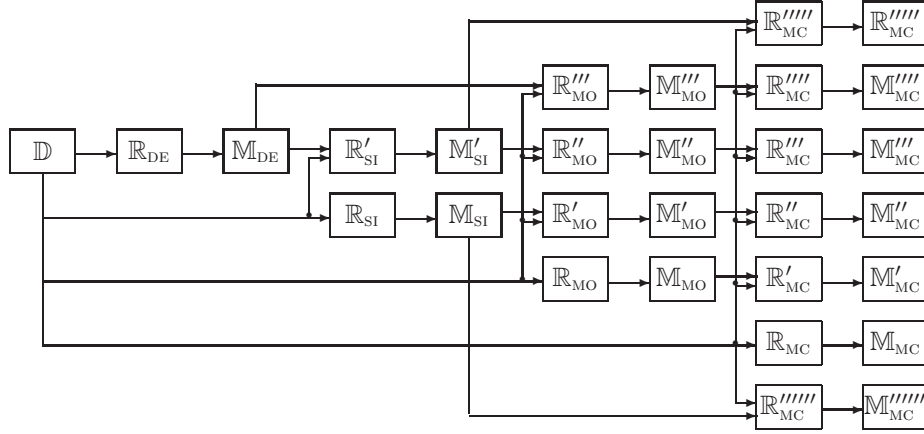 ℝ′′′′′_MC ℝ′′′′′_MC
ℝ′′′_MO 𝕄′′′_MO ℝ′′′′_MC 𝕄′′′′_MC
𝔻 ℝ_DE 𝕄_DE ℝ′_SI 𝕄′_SI ℝ′′_MO 𝕄′′_MO ℝ′′′_MC 𝕄′′′_MC
ℝ_SI 𝕄_SI ℝ′_MO 𝕄′_MO ℝ′′_MC 𝕄′′_MC
ℝ_MO 𝕄_MO ℝ′_MC 𝕄′_MC
ℝ_MC 𝕄_MC
ℝ′′′′′′_MC 𝕄′′′′′′_MC